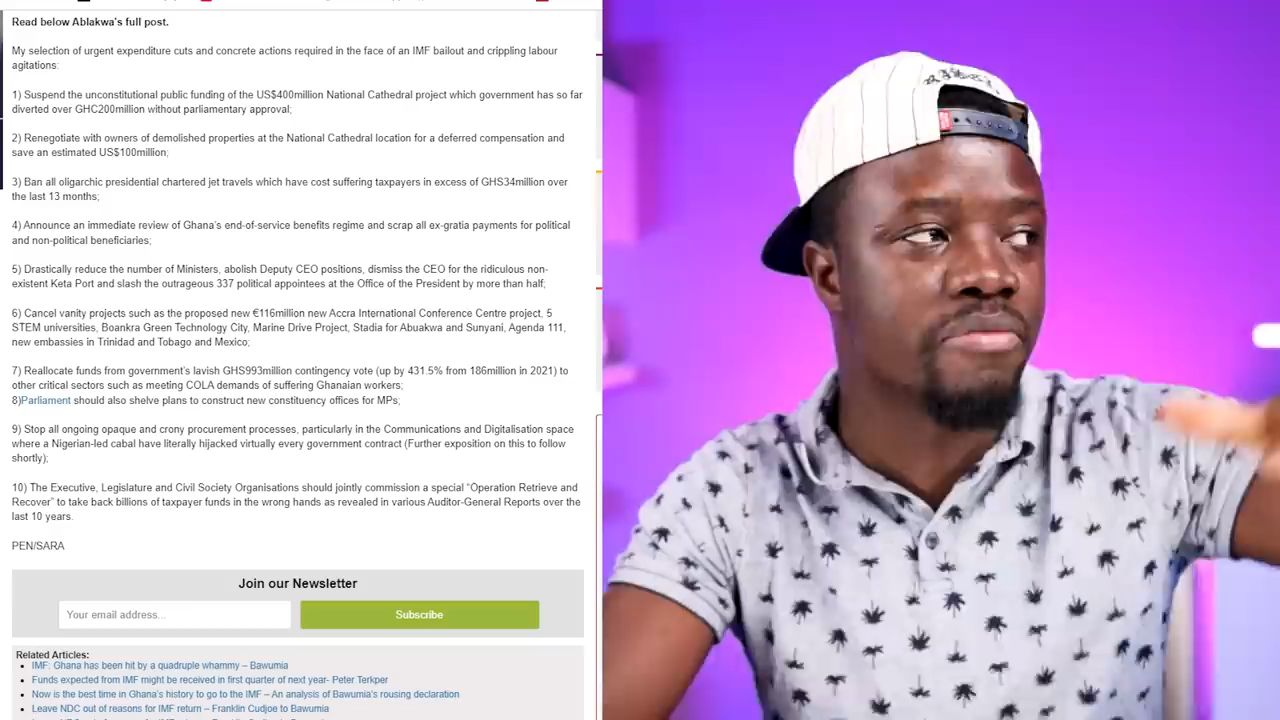 Read below Ablakwa's full post.
My selection of urgent expenditure cuts and concrete actions required in the face of an IMF bailout and crippling labour
agitations:
1) Suspend the unconstitutional public funding of the US$400million National Cathedral project which government has so far
diverted over GHC200million without parliamentary approval;
2) Renegotiate with owners of demolished properties at the National Cathedral location for a deferred compensation and
save an estimated US$100million;
3) Ban all oligarchic presidential chartered jet travels which have cost suffering taxpayers in excess of GHS34million over
the last 13 months;
4) Announce an immediate review of Ghana's end-of-service benefits regime and scrap all ex-gratia payments for political
and non-political beneficiaries;
5) Drastically reduce the number of Ministers, abolish Deputy CEO positions, dismiss the CEO for the ridiculous non-
existent Keta Port and slash the outrageous 337 political appointees at the Office of the President by more than half;
6) Cancel vanity projects such as the proposed new €116million new Accra International Conference Centre project, 5
STEM universities, Boankra Green Technology City, Marine Drive Project, Stadia for Abuakwa and Sunyani, Agenda 111,
new embassies in Trinidad and Tobago and Mexico;
7) Reallocate funds from government's lavish GHS993million contingency vote (up by 431.5% from 186million in 2021) to
other critical sectors such as meeting COLA demands of suffering Ghanaian workers;
8)Parliament should also shelve plans to construct new constituency offices for MPs;
9) Stop all ongoing opaque and crony procurement processes, particularly in the Communications and Digitalisation space
where a Nigerian-led cabal have literally hijacked virtually every government contract (Further exposition on this to follow
shortly);
10) The Executive, Legislature and Civil Society Organisations should jointly commission a special “Operation Retrieve and
Recover” to take back billions of taxpayer funds in the wrong hands as revealed in various Auditor-General Reports over the
last 10 years.
PEN/SARA
Join our Newsletter
Your email address...
Subscribe
Related Articles:
IMF: Ghana has been hit by a quadruple whammy – Bawumia
Funds expected from IMF might be received in first quarter of next year- Peter Terkper
Now is the best time in Ghana's history to go to the IMF – An analysis of Bawumia's rousing declaration
Leave NDC out of reasons for IMF return – Franklin Cudjoe to Bawumia